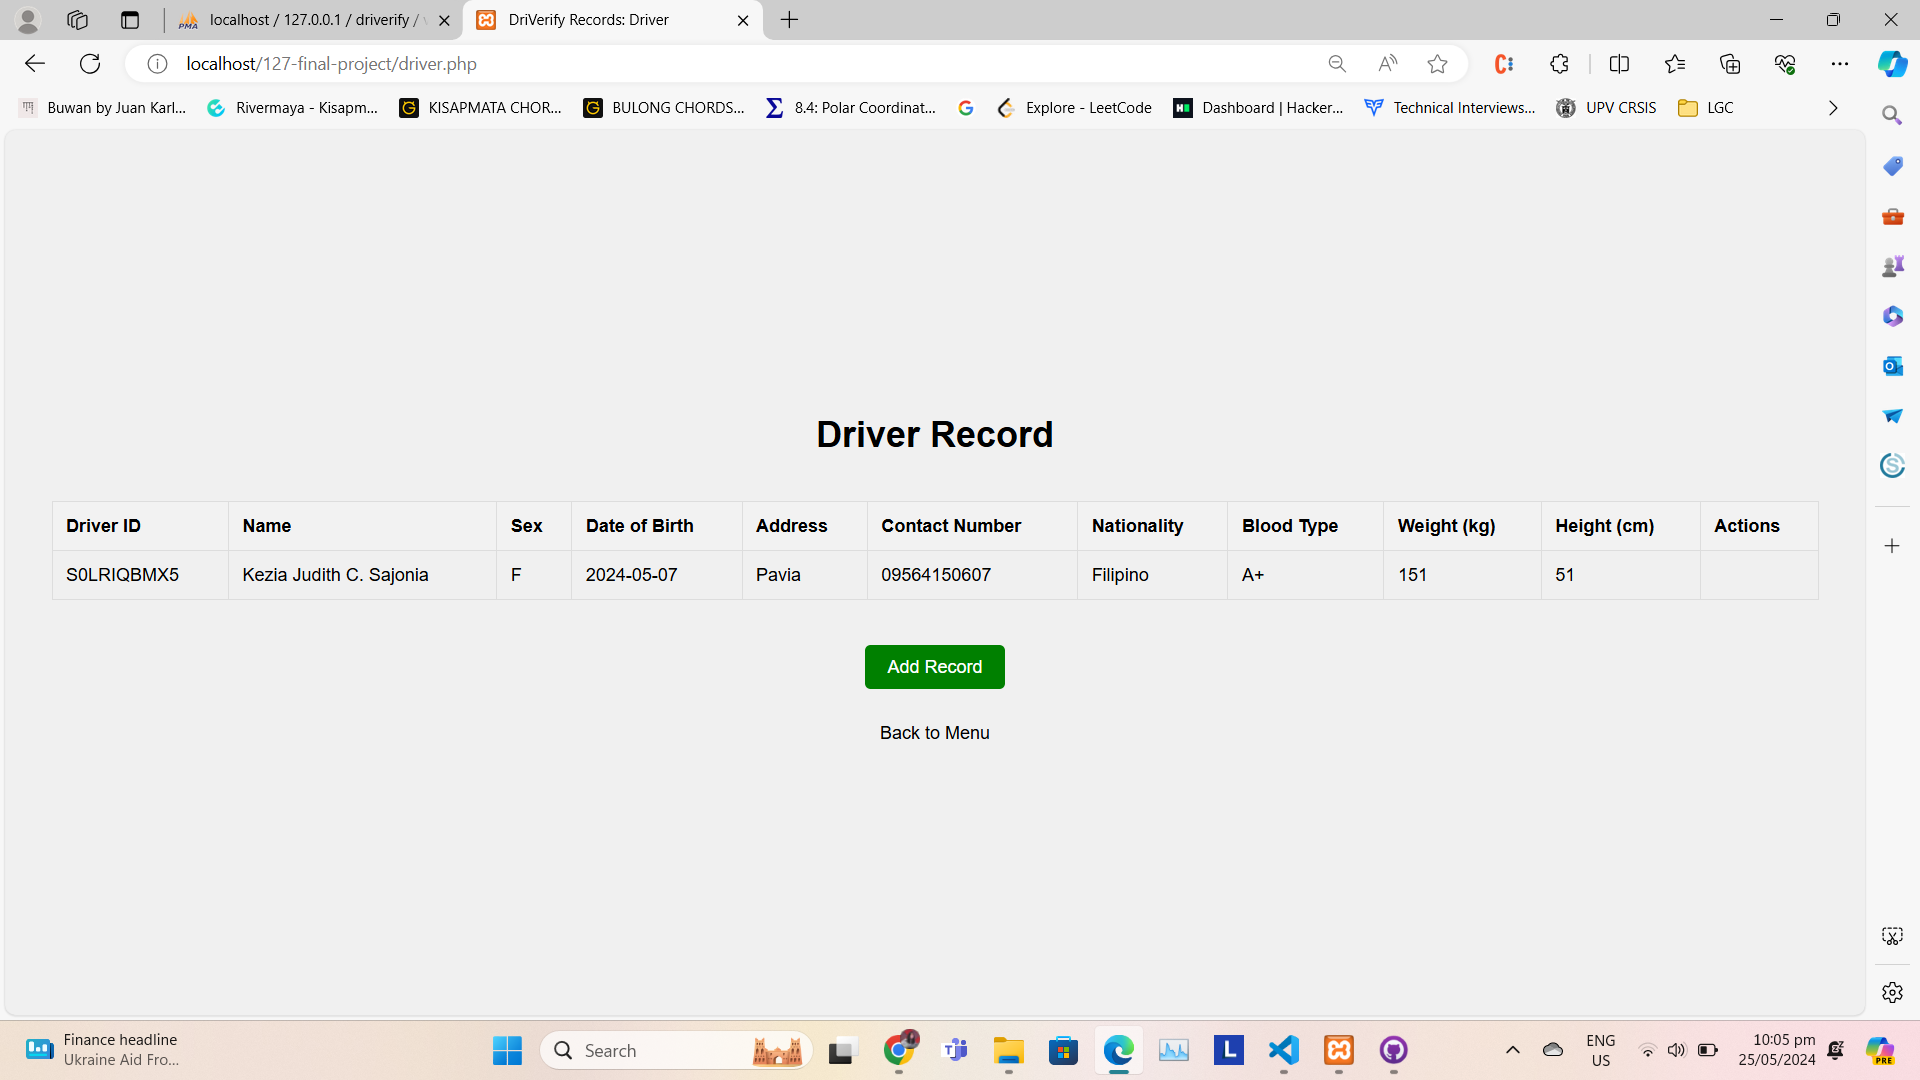 localhost / 127.0.0.1 / driverify /
DriVerify Records: Driver
localhost/127-final-project/driver.php
Buwan by Juan Karl...
Rivermaya - Kisapm...
KISAPMATA CHOR...
BULONG CHORDS...
8.4: Polar Coordinat...
Explore - LeetCode
Dashboard | Hacker...
Technical Interviews...
UPV CRSIS
LGC
Driver Record
Driver ID Name Sex Date of Birth Address Contact Number Nationality Blood Type Weight (kg) Height (cm) Actions
S0LRIQBMX5 Kezia Judith C. Sajonia F 2024-05-07 Pavia 09564150607 Filipino A+ 151 51
Add Record
Back to Menu
Finance headline
Ukraine Aid Fro...
Search
ENG
US
10:05 pm
25/05/2024